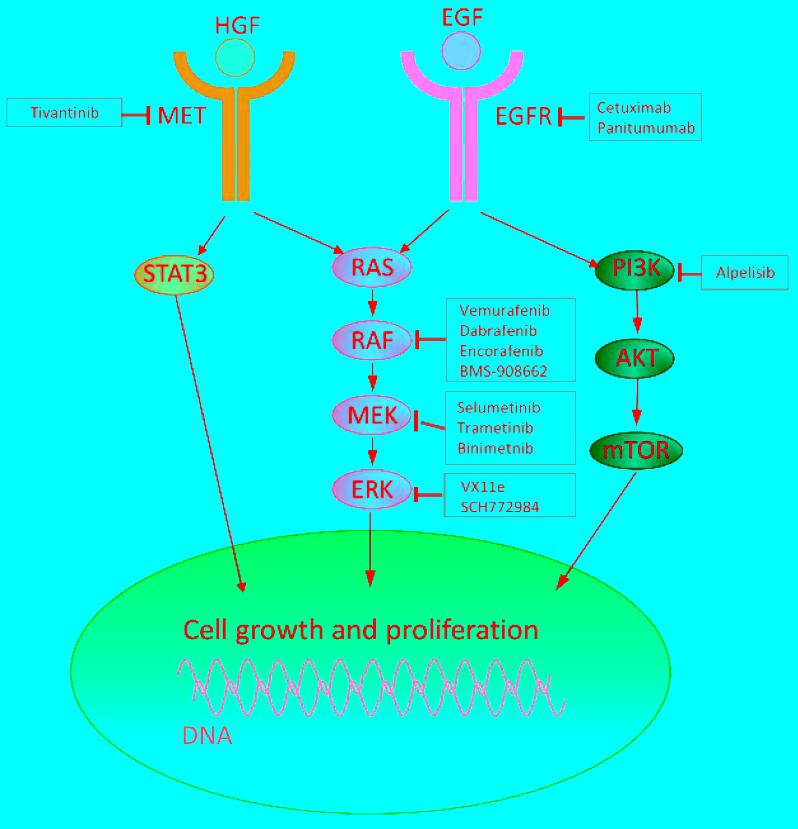 HGF
EGF
Tivantinib
MET
EGFR
Cetuximab
Panitumumab
STAT3
RAS
PI3K
Alpelisib
RAF
Vemurafenib
Dabrafenib
Encorafenib
BMS-908662
AKT
MEK
Selumetinib
Trametinib
Binimetnib
mTOR
ERK
VX11e
SCH772984
Cell growth and proliferation
DNA